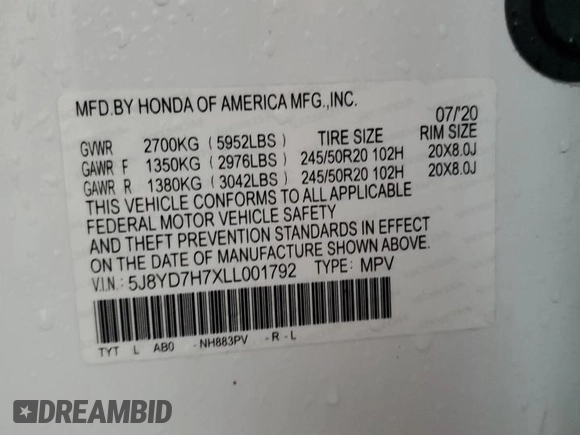 MFD.BY HONDA OF AMERICA MFG.,INC.
07/'20
GVWR 2700KG ( 5952LBS ) TIRE SIZE RIM SIZE
GAWR F 1350KG ( 2976LBS ) 245/50R20 102H 20X8.0J
GAWR R 1380KG ( 3042LBS ) 245/50R20 102H 20X8.0J
THIS VEHICLE CONFORMS TO ALL APPLICABLE
FEDERAL MOTOR VEHICLE SAFETY
AND THEFT PREVENTION STANDARDS IN EFFECT
ON THE DATE OF MANUFACTURE SHOWN ABOVE.
V.I.N.: 5J8YD7H7XLL001792 TYPE: MPV
TYT L AB0 -NH883PV -R-L
DREAMBID